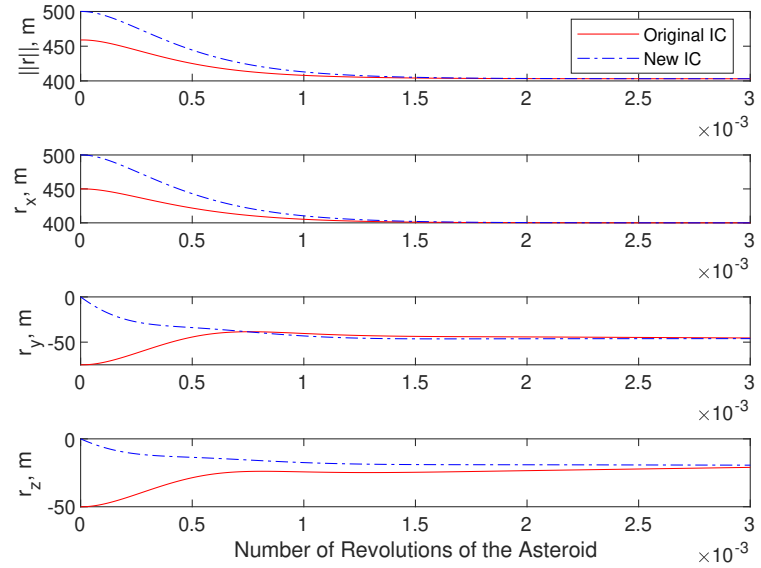 500
450
400
||r||, m
Original IC
New IC
0 0.5 1 1.5 2 2.5 3
×10⁻³
500
450
400
r_x, m
0 0.5 1 1.5 2 2.5 3
×10⁻³
0
-50
r_y, m
0 0.5 1 1.5 2 2.5 3
×10⁻³
0
-50
r_z, m
0 0.5 1 1.5 2 2.5 3
Number of Revolutions of the Asteroid
×10⁻³